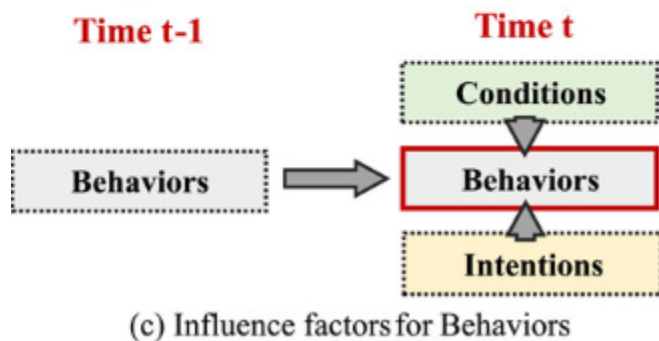 Time t-1
Time t
Conditions
Behaviors
Behaviors
Intentions
(c) Influence factors for Behaviors